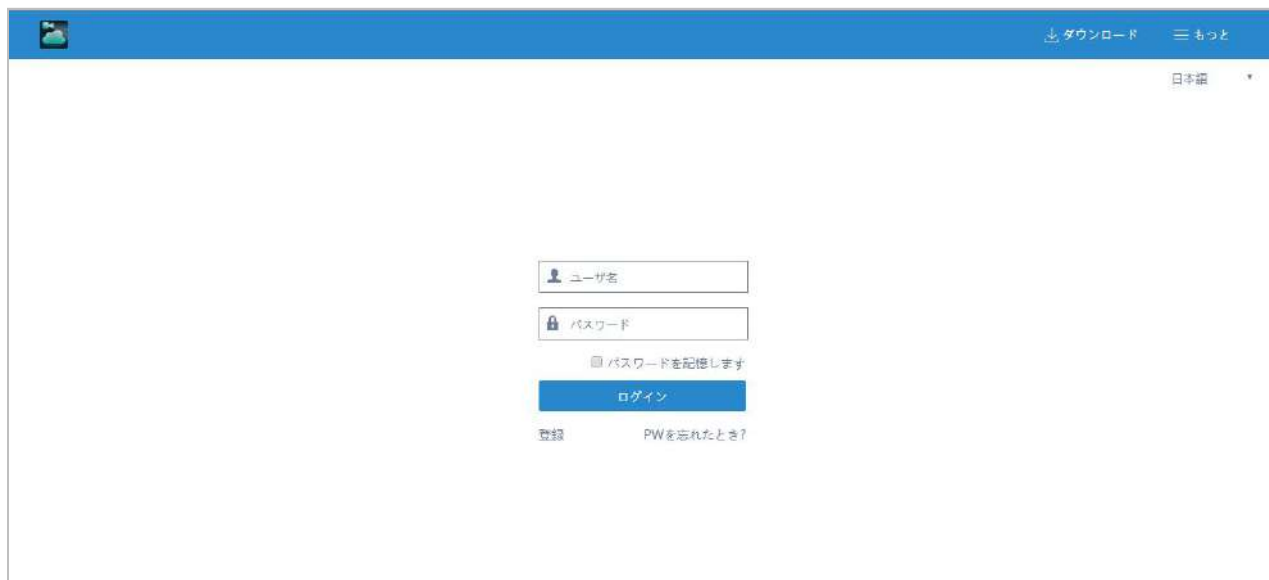 ダウンロード もっと
日本語
ユーザ名
パスワード
パスワードを記憶します
ログイン
登録 PWを忘れたとき?